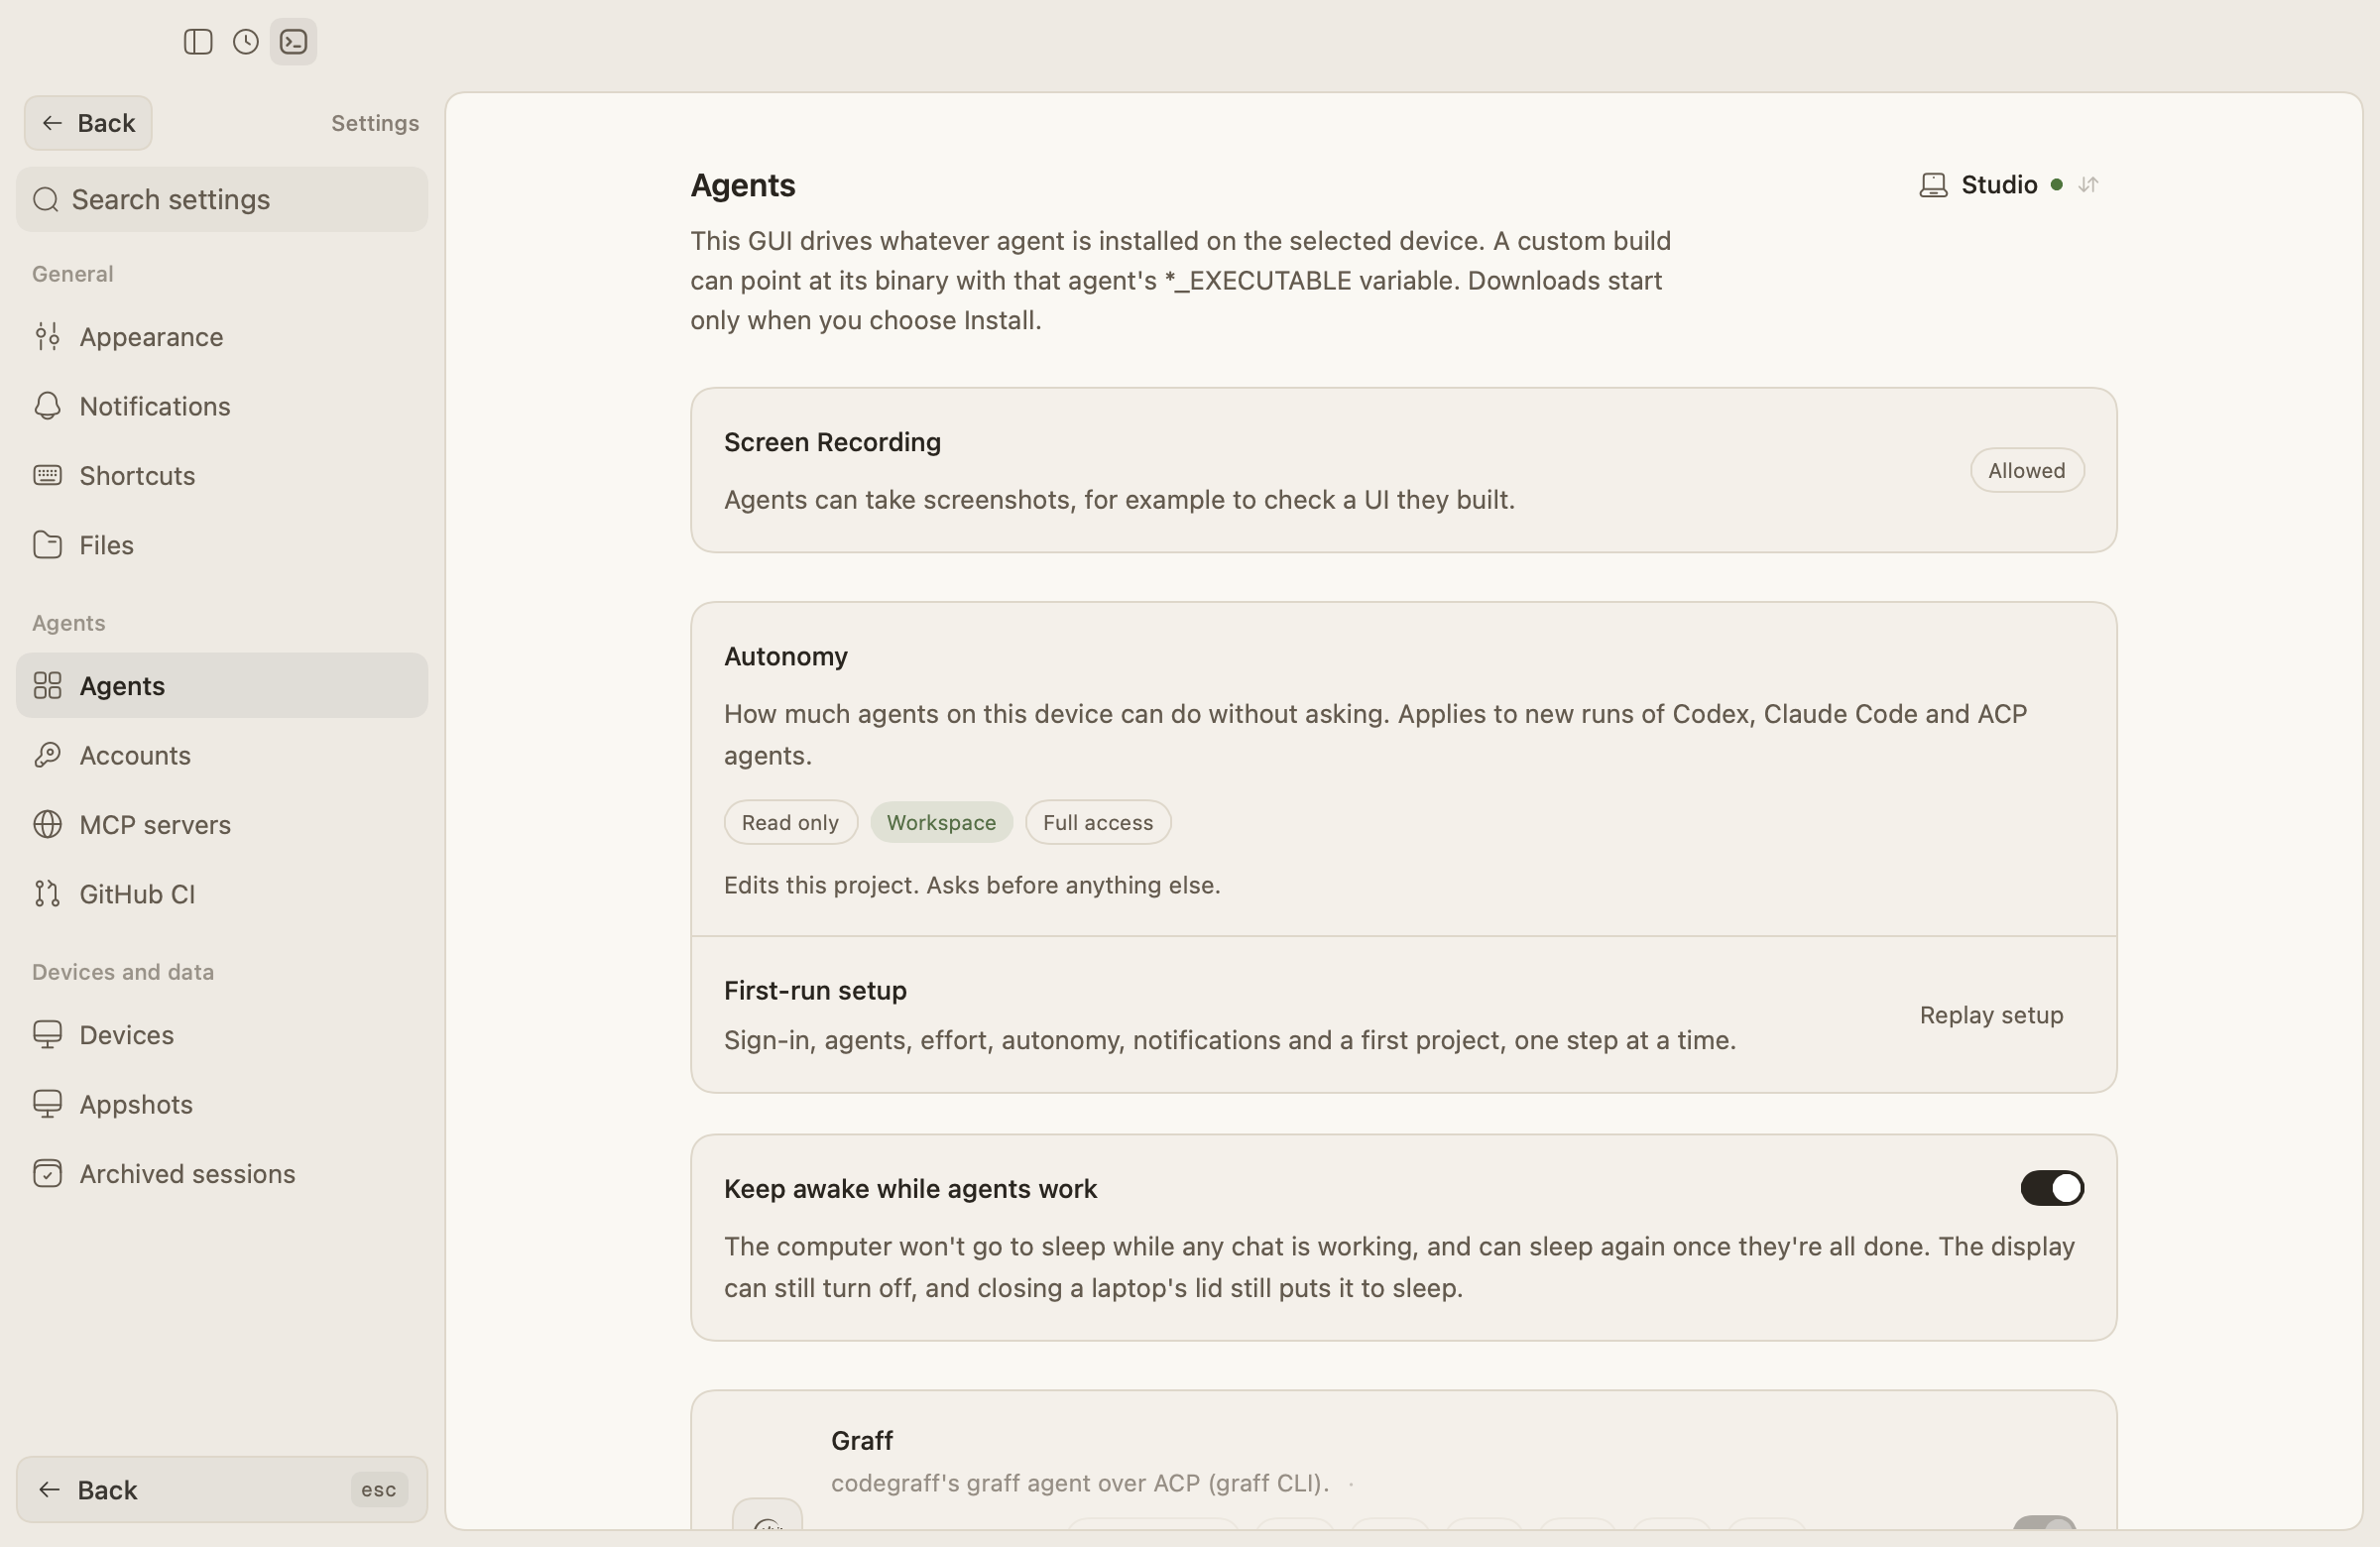 Back
Settings
Search settings
General
Appearance
Notifications
Shortcuts
Files
Agents
Agents
Accounts
MCP servers
GitHub CI
Devices and data
Devices
Appshots
Archived sessions
Back
esc
Agents
Studio
This GUI drives whatever agent is installed on the selected device. A custom build
can point at its binary with that agent's *_EXECUTABLE variable. Downloads start
only when you choose Install.
Screen Recording
Agents can take screenshots, for example to check a UI they built.
Allowed
Autonomy
How much agents on this device can do without asking. Applies to new runs of Codex, Claude Code and ACP
agents.
Read only
Workspace
Full access
Edits this project. Asks before anything else.
First-run setup
Sign-in, agents, effort, autonomy, notifications and a first project, one step at a time.
Replay setup
Keep awake while agents work
The computer won't go to sleep while any chat is working, and can sleep again once they're all done. The display
can still turn off, and closing a laptop's lid still puts it to sleep.
Graff
codegraff's graff agent over ACP (graff CLI). ·